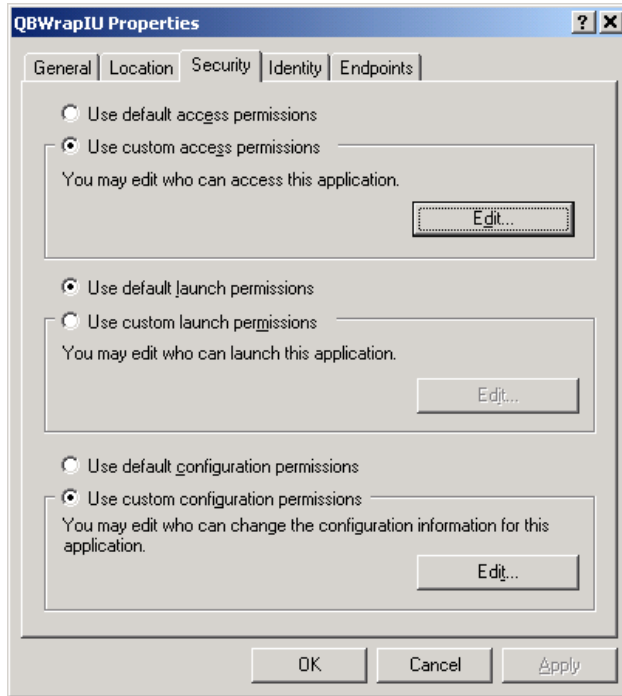 QBWrapIU Properties
? X
General Location Security Identity Endpoints
Use default access permissions
Use custom access permissions
You may edit who can access this application.
Edit...
Use default launch permissions
Use custom launch permissions
You may edit who can launch this application.
Edit...
Use default configuration permissions
Use custom configuration permissions
You may edit who can change the configuration information for this
application.
Edit...
OK Cancel Apply